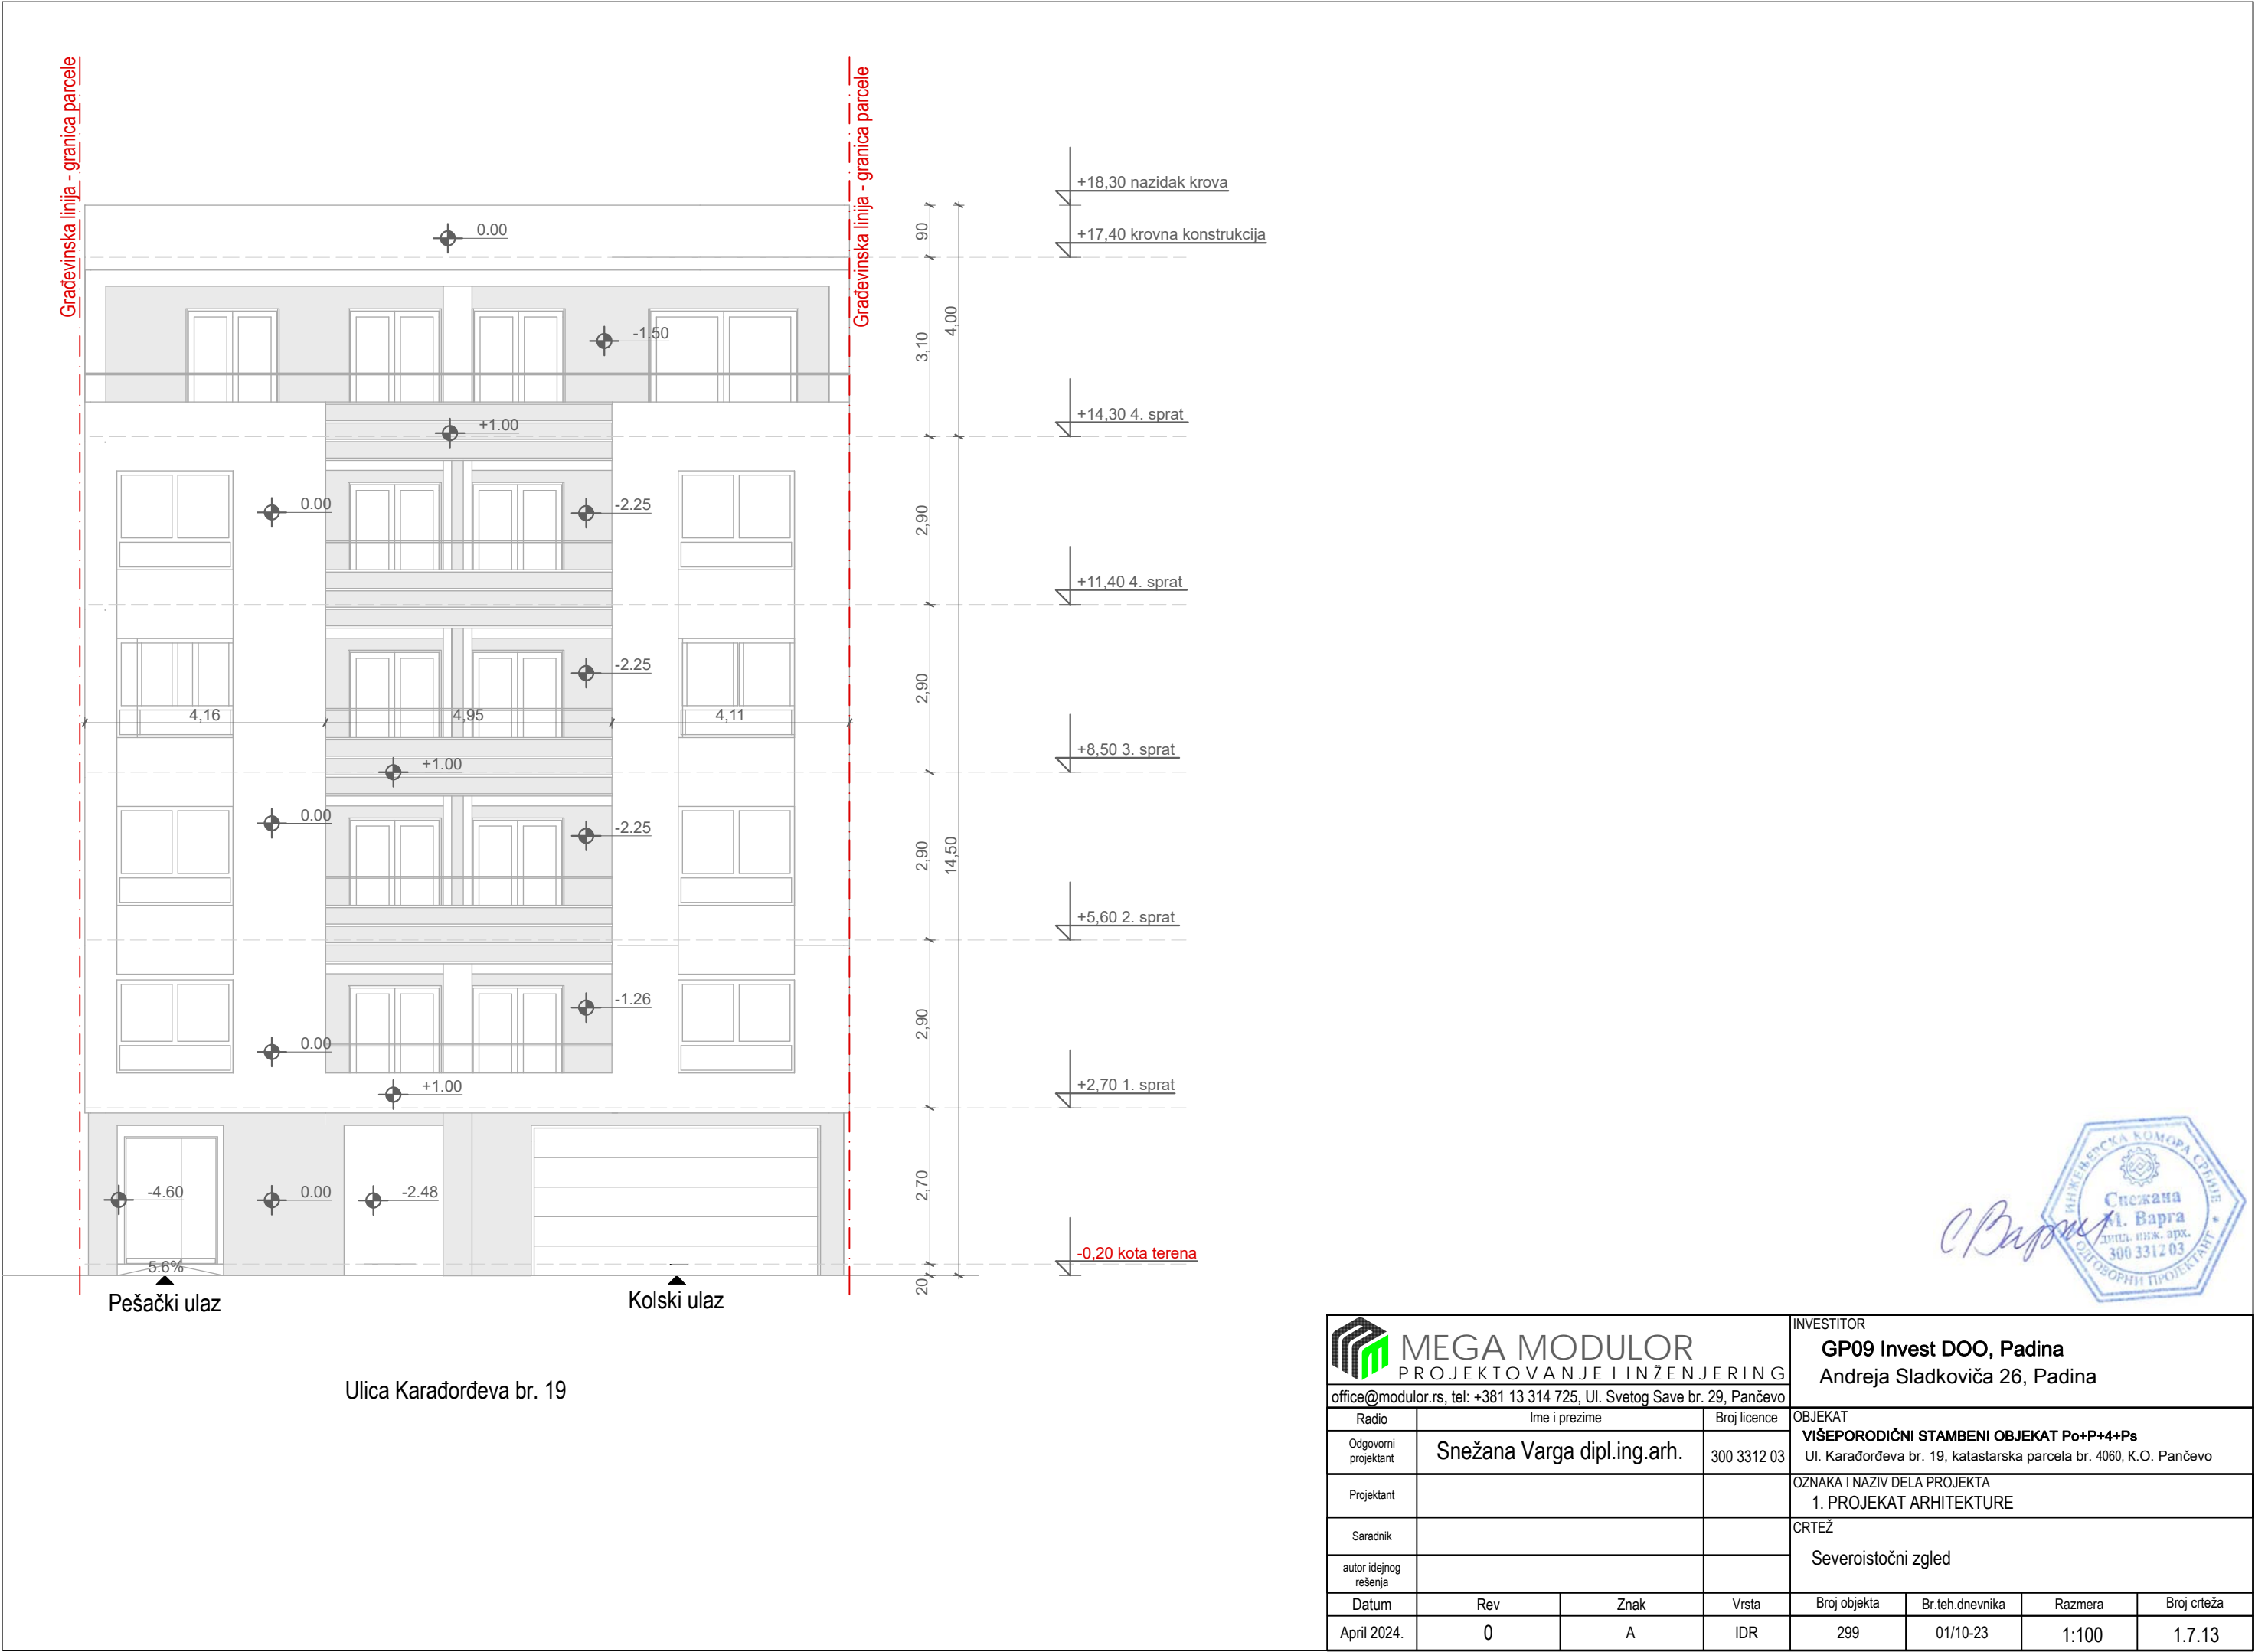 Građevinska linija - granica parcele
Građevinska linija - granica parcele
+18,30 nazidak krova
0.00
90
+17,40 krovna konstrukcija
-1.50
3,10
4,00
+14,30 4. sprat
+1.00
0.00
-2.25
2,90
+11,40 4. sprat
-2.25
2,90
4,16
4,95
4,11
+8,50 3. sprat
+1.00
0.00
-2.25
2,90
14,50
+5,60 2. sprat
-1.26
2,90
0.00
+1.00
+2,70 1. sprat
-4.60
0.00
-2.48
2,70
-0,20 kota terena
5.6%
20
Pešački ulaz
Kolski ulaz
Ulica Karađorđeva br. 19
ИНЖЕЊЕРСКА КОМОРА СРБИЈЕ
Снежана
М. Варга
дипл. инж. арх.
300 3312 03
ОДГОВОРНИ ПРОЈЕКТАНТ
С Варга
MEGA MODULOR
PROJEKTOVANJE I INŽENJERING
office@modulor.rs, tel: +381 13 314 725, Ul. Svetog Save br. 29, Pančevo
INVESTITOR
GP09 Invest DOO, Padina
Andreja Sladkoviča 26, Padina
Radio
Ime i prezime
Broj licence
Odgovorni
projektant
Snežana Varga dipl.ing.arh.
300 3312 03
OBJEKAT
VIŠEPORODIČNI STAMBENI OBJEKAT Po+P+4+Ps
Ul. Karađorđeva br. 19, katastarska parcela br. 4060, K.O. Pančevo
Projektant
OZNAKA I NAZIV DELA PROJEKTA
1. PROJEKAT ARHITEKTURE
Saradnik
CRTEŽ
Severoistočni zgled
autor idejnog
rešenja
Datum
Rev
Znak
Vrsta
Broj objekta
Br.teh.dnevnika
Razmera
Broj crteža
April 2024.
0
A
IDR
299
01/10-23
1:100
1.7.13